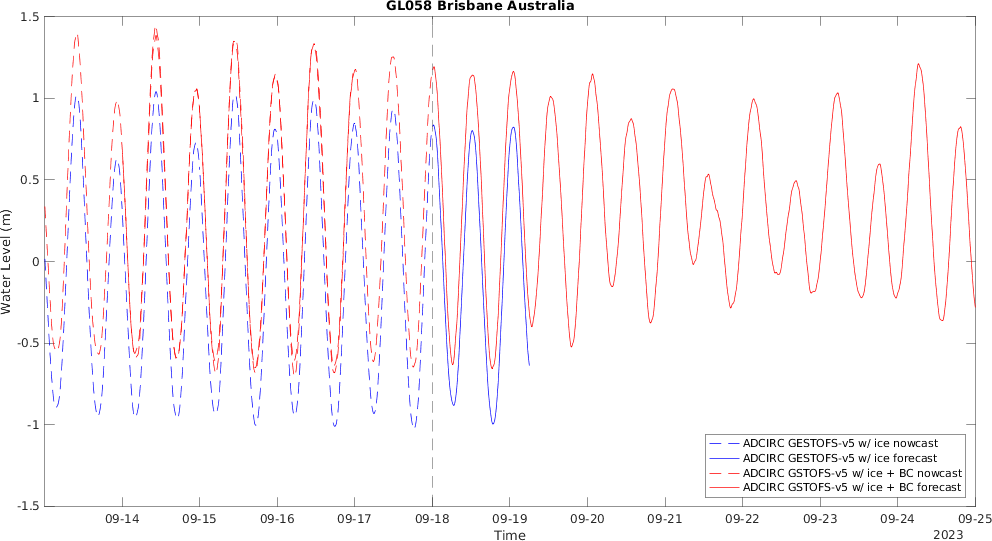 GL058 Brisbane Australia
1.5
1
0.5
0
-0.5
-1
-1.5
Water Level (m)
ADCIRC GESTOFS-v5 w/ ice nowcast
ADCIRC GESTOFS-v5 w/ ice forecast
ADCIRC GSTOFS-v5 w/ ice + BC nowcast
ADCIRC GSTOFS-v5 w/ ice + BC forecast
09-14 09-15 09-16 09-17 09-18 09-19 09-20 09-21 09-22 09-23 09-24 09-25
Time
2023